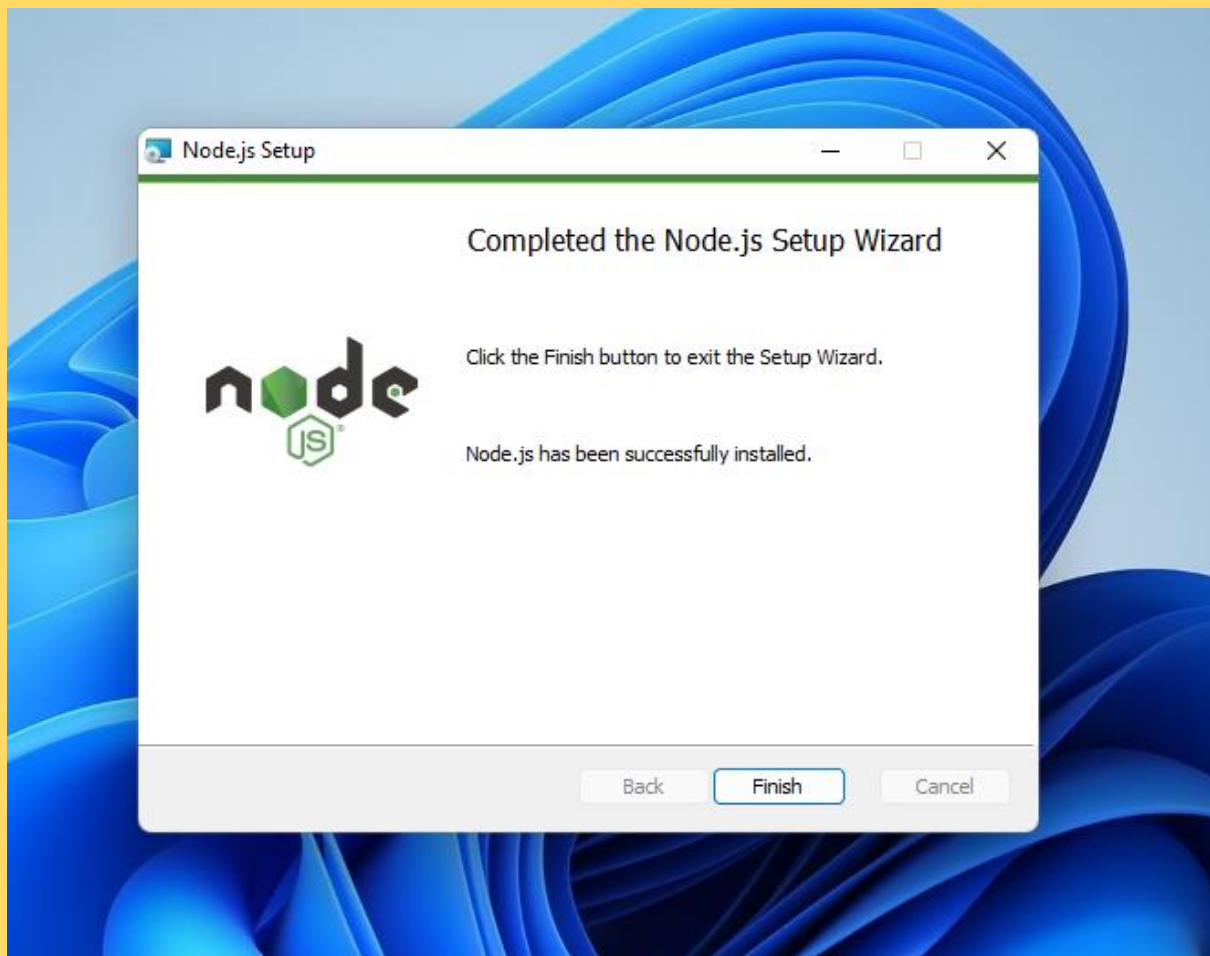 Node.js Setup
Completed the Node.js Setup Wizard
Click the Finish button to exit the Setup Wizard.
node
JS®
Node.js has been successfully installed.
Back
Finish
Cancel